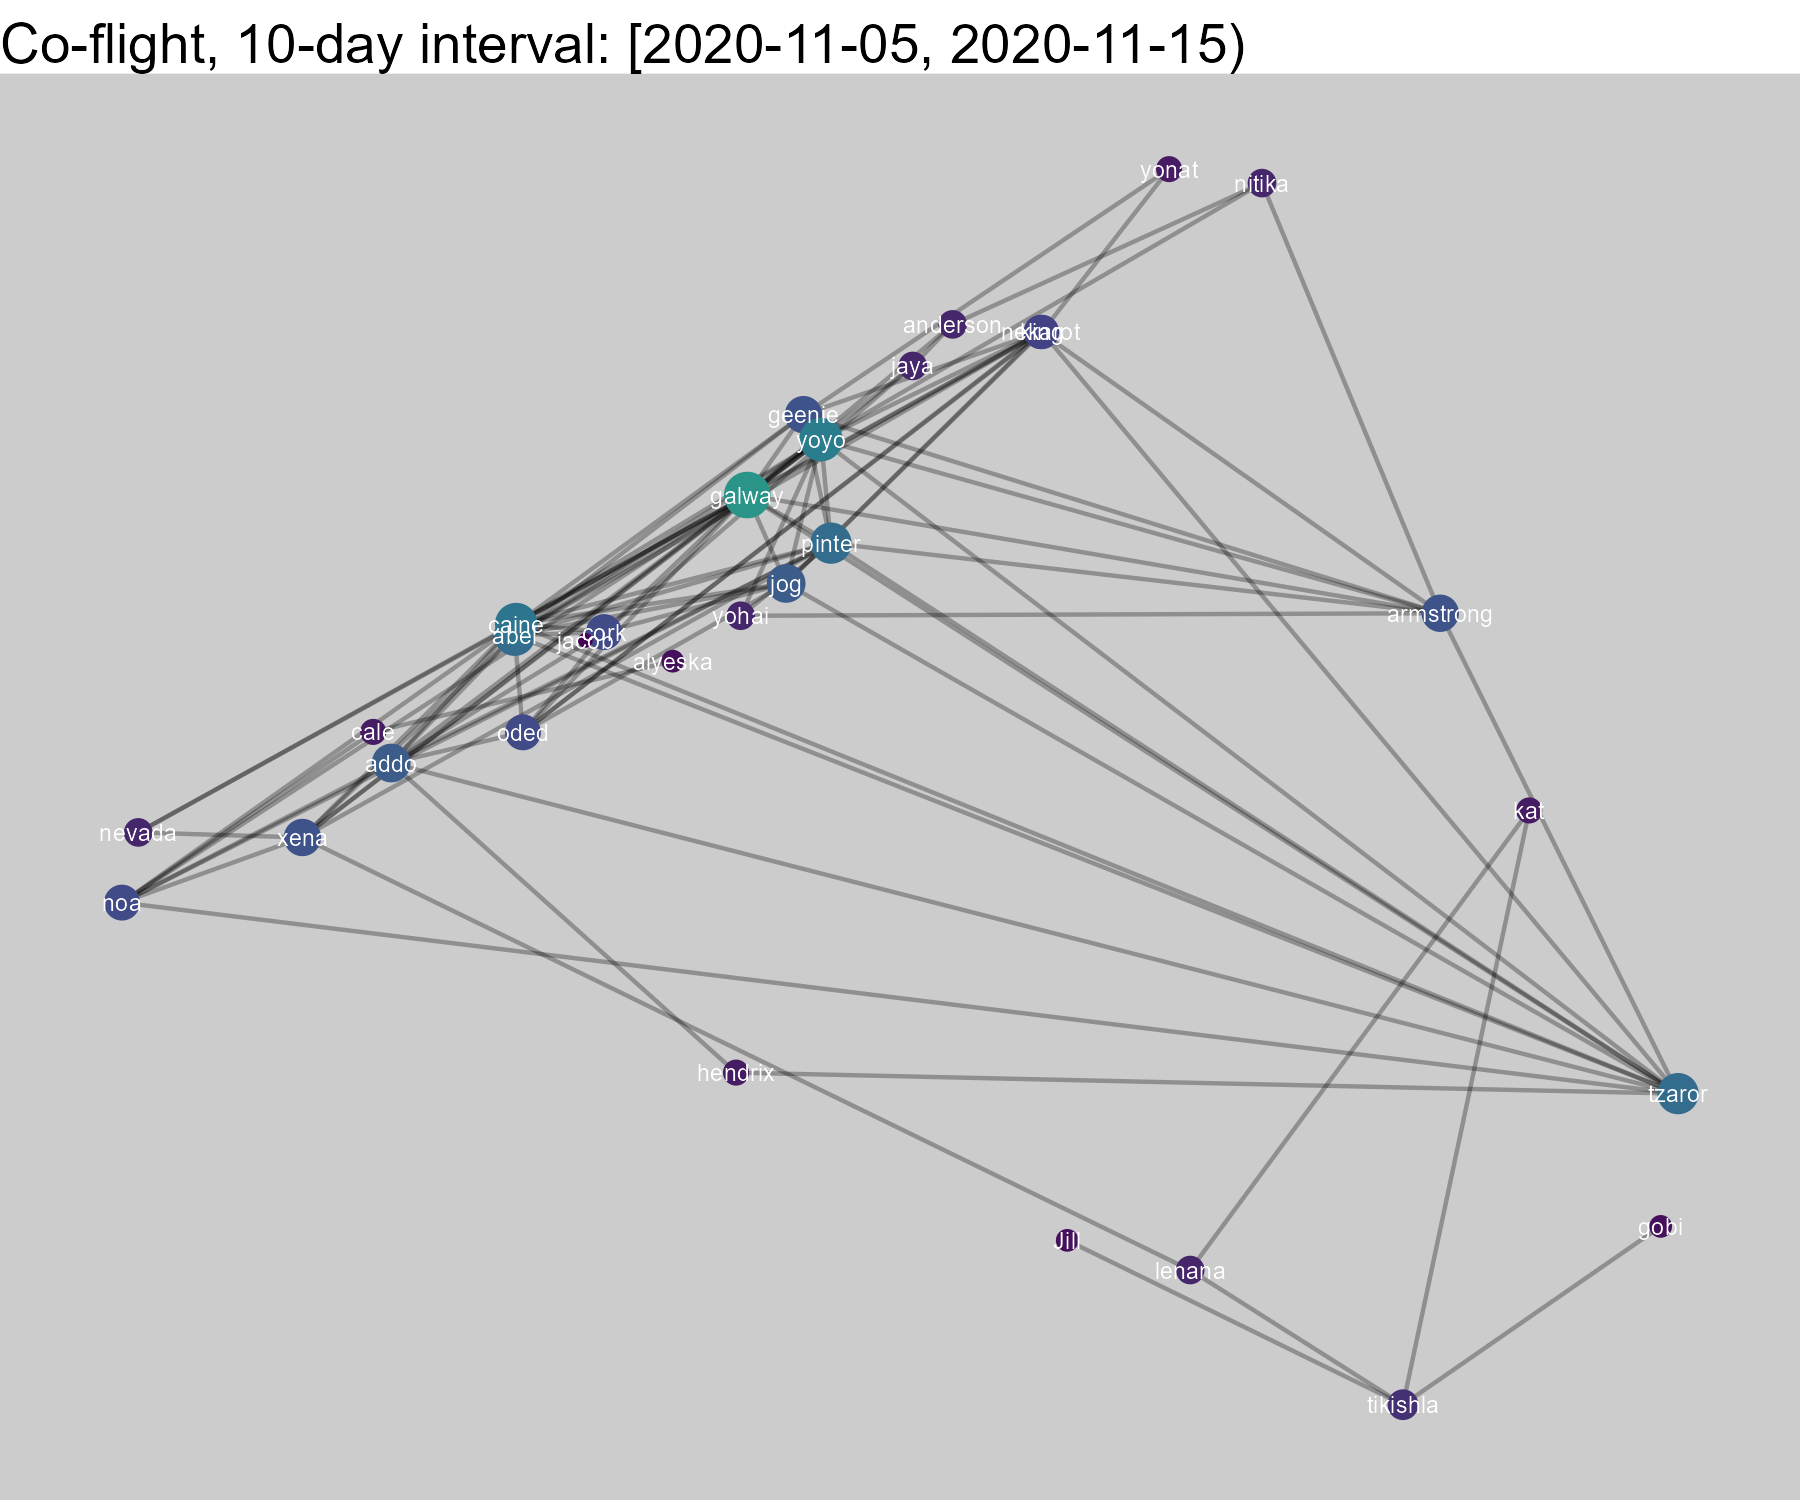 Co-flight, 10-day interval: [2020-11-05, 2020-11-15)
yonat
nitika
anderson
king
jaya
geenie
yoyo
galway
pinter
jog
yohai
armstrong
caine
abel
jacob
cork
alyeska
cale
oded
addo
kat
nevada
xena
noa
hendrix
tzaror
gobi
Jill
lenana
tikishla